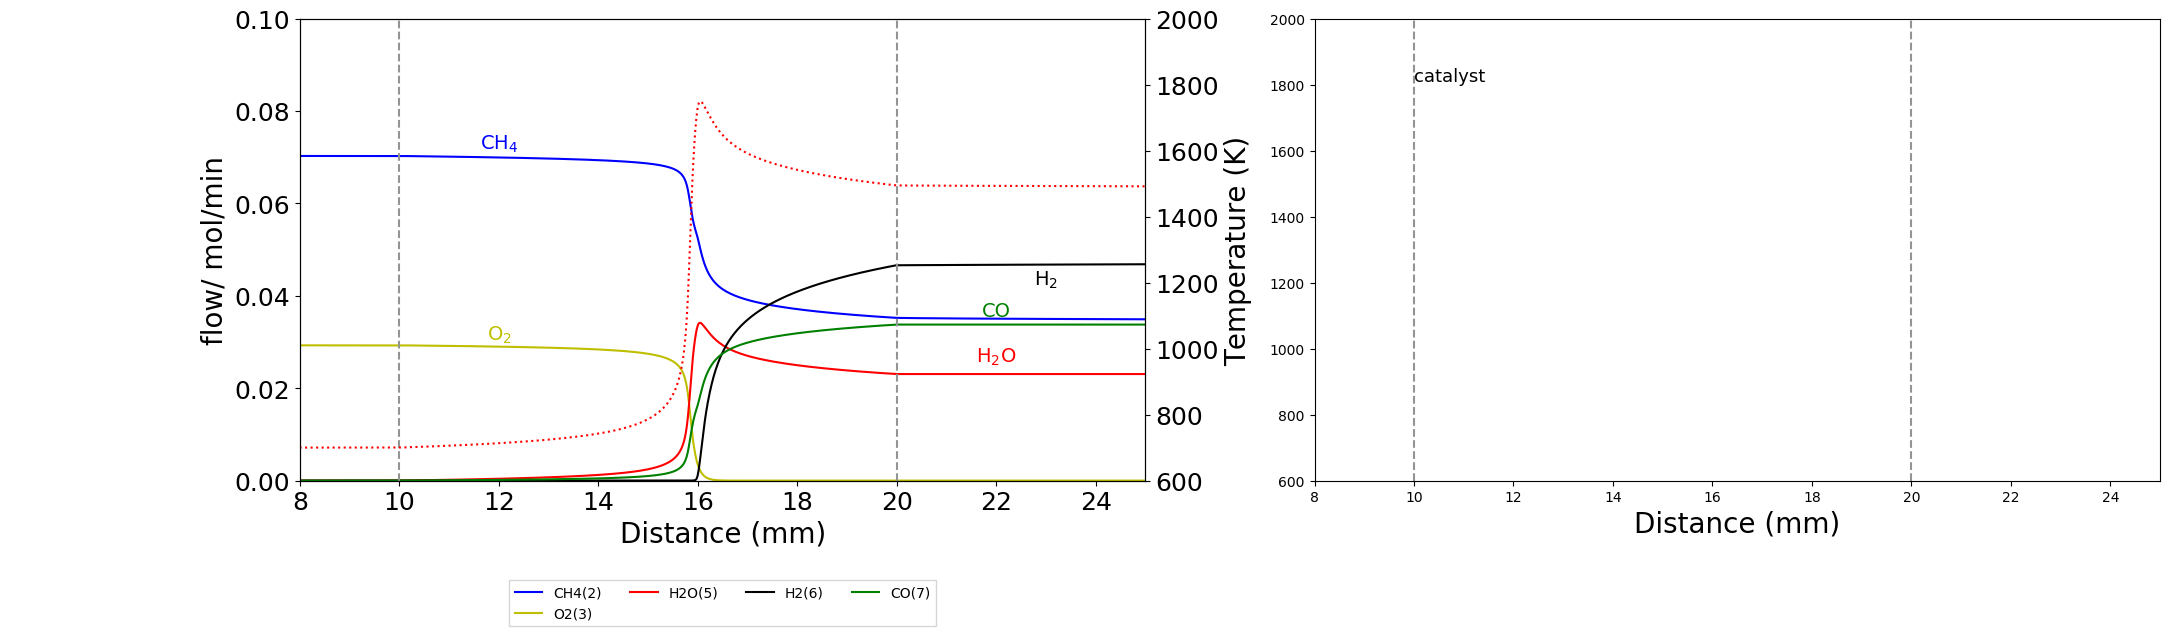 0.10
0.08
0.06
0.04
0.02
0.00
flow/ mol/min
8 10 12 14 16 18 20 22 24
Distance (mm)
CH₄
O₂
H₂
CO
H₂O
2000
1800
1600
1400
1200
1000
800
600
Temperature (K)
CH4(2) H2O(5) H2(6) CO(7)
O2(3)
2000
1800
1600
1400
1200
1000
800
600
catalyst
8 10 12 14 16 18 20 22 24
Distance (mm)